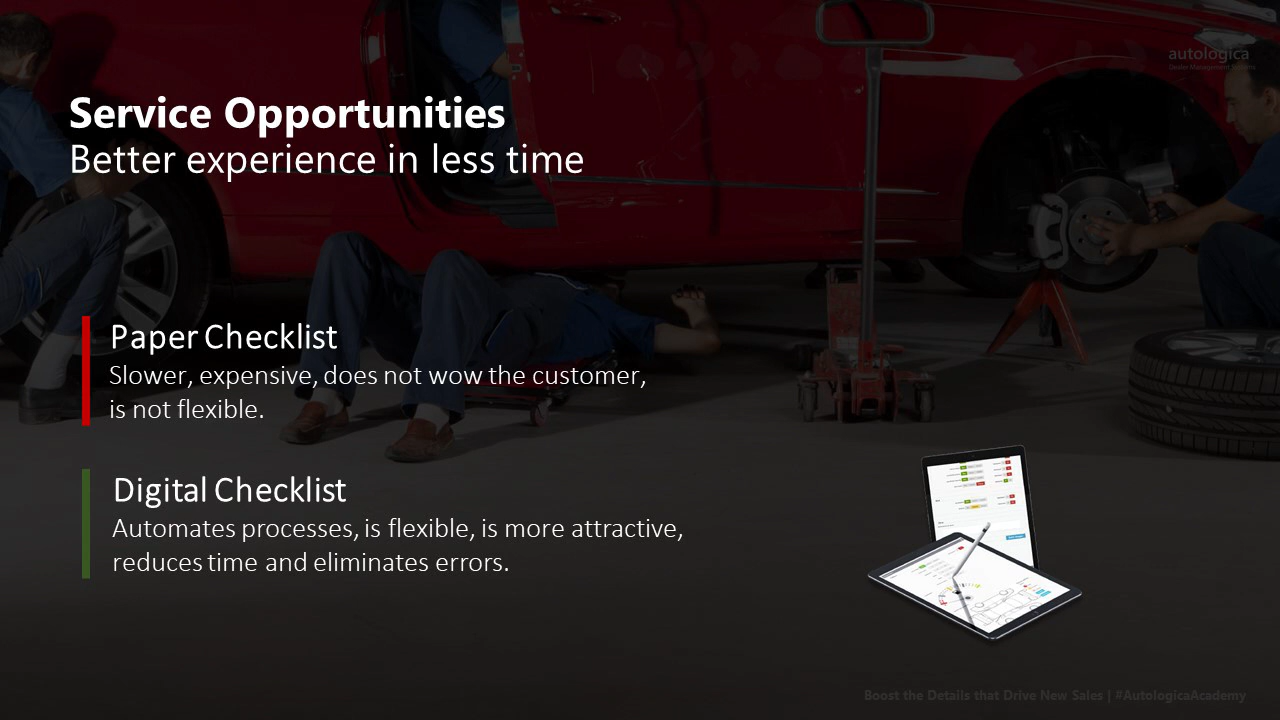 autologica
Dealer Management Systems
Service Opportunities
Better experience in less time
Paper Checklist
Slower, expensive, does not wow the customer,
is not flexible.
Digital Checklist
Automates processes, is flexible, is more attractive,
reduces time and eliminates errors.
Boost the Details that Drive New Sales | #AutologicaAcademy